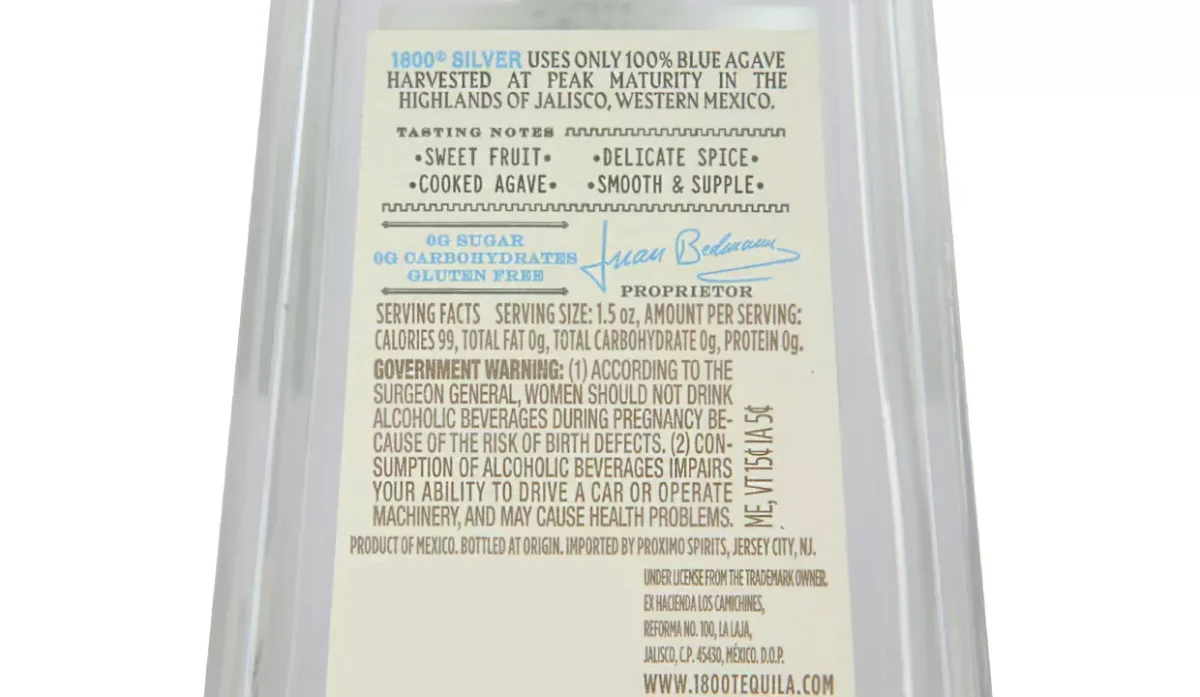 1800® SILVER USES ONLY 100% BLUE AGAVE
HARVESTED AT PEAK MATURITY IN THE
HIGHLANDS OF JALISCO, WESTERN MEXICO.
TASTING NOTES
•SWEET FRUIT• •DELICATE SPICE•
•COOKED AGAVE• •SMOOTH & SUPPLE•
0G SUGAR
0G CARBOHYDRATES
GLUTEN FREE
Juan Beckmann
PROPRIETOR
SERVING FACTS SERVING SIZE: 1.5 oz, AMOUNT PER SERVING:
CALORIES 99, TOTAL FAT 0g, TOTAL CARBOHYDRATE 0g, PROTEIN 0g.
GOVERNMENT WARNING: (1) ACCORDING TO THE
SURGEON GENERAL, WOMEN SHOULD NOT DRINK
ALCOHOLIC BEVERAGES DURING PREGNANCY BE-
CAUSE OF THE RISK OF BIRTH DEFECTS. (2) CON-
SUMPTION OF ALCOHOLIC BEVERAGES IMPAIRS
YOUR ABILITY TO DRIVE A CAR OR OPERATE
MACHINERY, AND MAY CAUSE HEALTH PROBLEMS.
ME, VT 15¢ IA 5¢
PRODUCT OF MEXICO. BOTTLED AT ORIGIN. IMPORTED BY PROXIMO SPIRITS, JERSEY CITY, NJ.
UNDER LICENSE FROM THE TRADEMARK OWNER.
EX HACIENDA LOS CAMICHINES,
REFORMA NO. 100, LA LAJA,
JALISCO, C.P. 45430, MÉXICO. D.O.P.
WWW.1800TEQUILA.COM